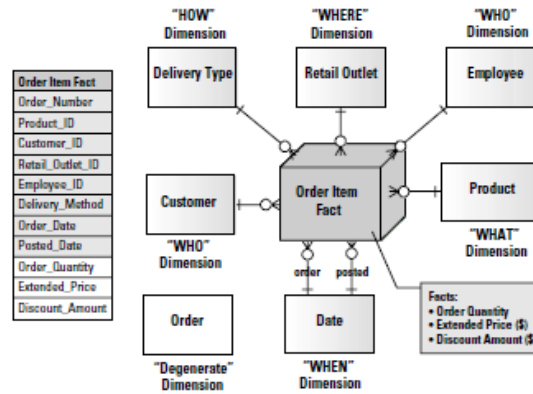 "HOW"
Dimension
"WHERE"
Dimension
"WHO"
Dimension
Delivery Type
Retail Outlet
Employee
Order Item Fact
Order_Number
Product_ID
Customer_ID
Retail_Outlet_ID
Employee_ID
Delivery_Method
Order_Date
Posted_Date
Order_Quantity
Extended_Price
Discount_Amount
Customer
"WHO"
Dimension
Order Item
Fact
Product
"WHAT"
Dimension
order
posted
Order
"Degenerate"
Dimension
Date
"WHEN"
Dimension
Facts:
• Order Quantity
• Extended Price ($)
• Discount Amount ($